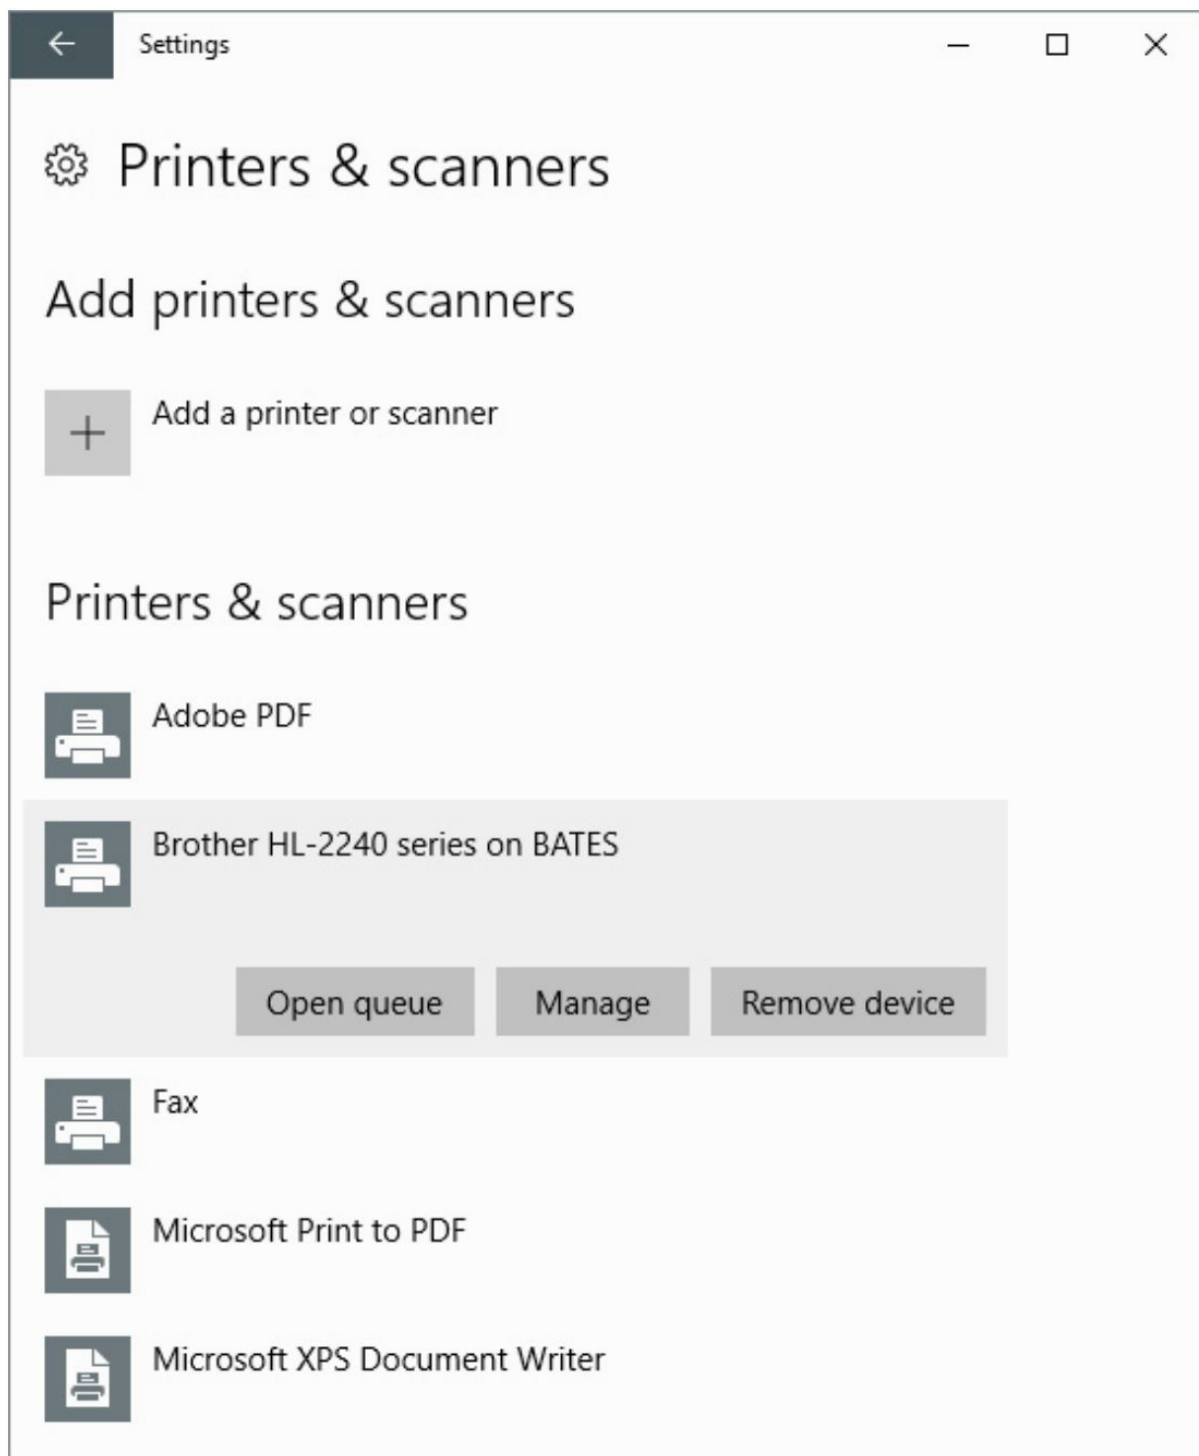 Settings
Printers & scanners
Add printers & scanners
Add a printer or scanner
Printers & scanners
Adobe PDF
Brother HL-2240 series on BATES
Open queue Manage Remove device
Fax
Microsoft Print to PDF
Microsoft XPS Document Writer